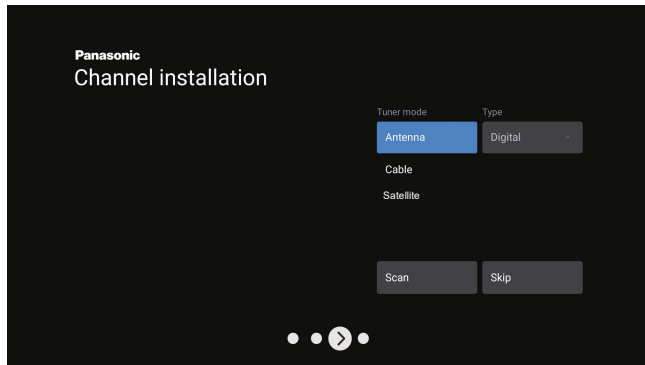 Panasonic
Channel installation
Tuner mode
Type
Antenna
Digital
Cable
Satellite
Scan
Skip